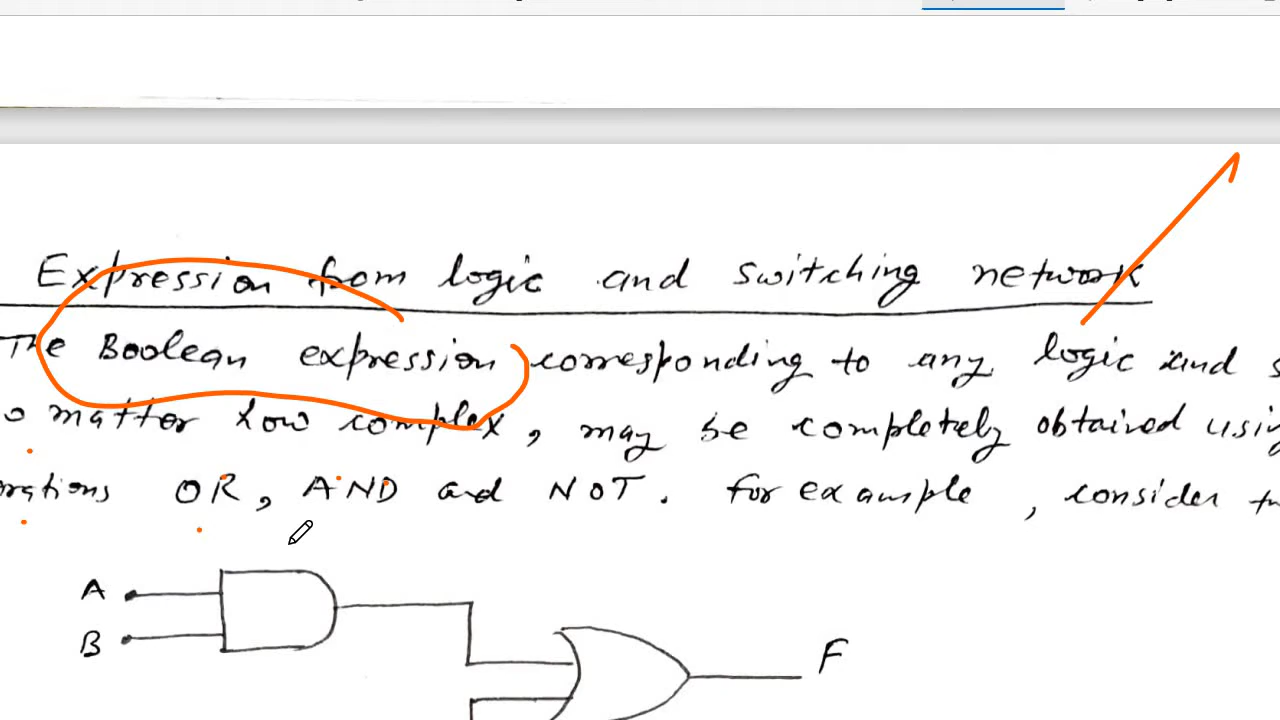 Expression from logic and switching network
The Boolean expression corresponding to any logic and
matter how complex, may be completely obtained
OR, AND and NOT. For example, consider
A
B
F